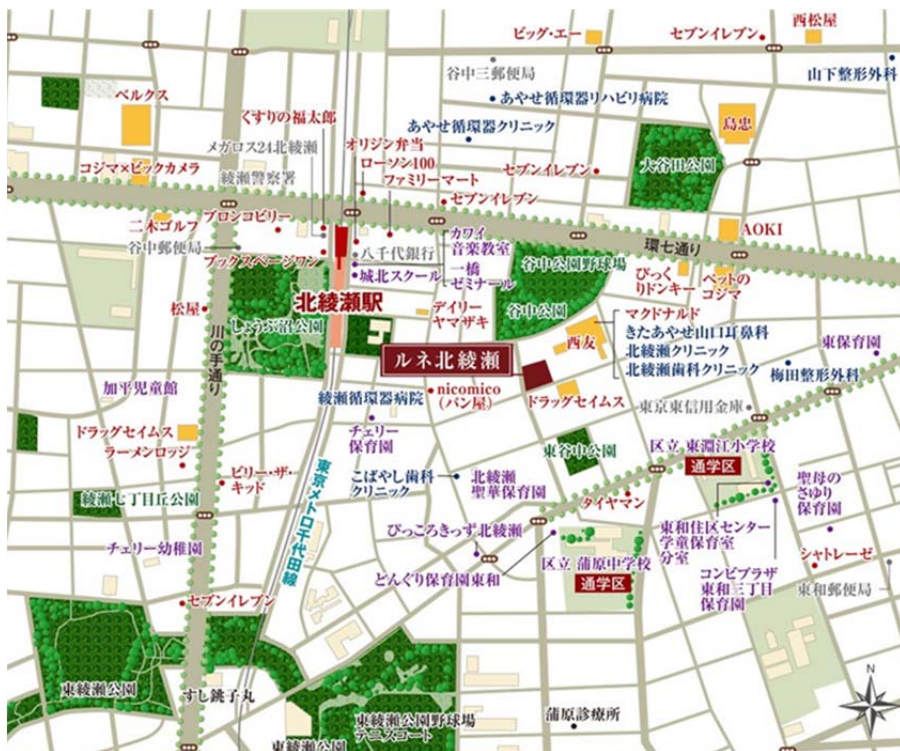 西松屋
ビッグ・エー
セブンイレブン
谷中三郵便局
山下整形外科
ベルクス
あやせ循環器リハビリ病院
くすりの福太郎
あやせ循環器クリニック
島忠
メガロス24北綾瀬
オリジン弁当
ローソン100
ファミリーマート
コジマ×ビックカメラ
綾瀬警察署
セブンイレブン
大谷田公園
セブンイレブン
二木ゴルフ
ブロンコビリー
谷中郵便局
ブックスページワン
八千代銀行
カワイ
音楽教室
城北スクール
一橋
ゼミナール
谷中公園野球場
環七通り
AOKI
びっく
りドンキー
ペットの
コジマ
北綾瀬駅
松屋
しょうぶ沼公園
川の手通り
デイリー
ヤマザキ
谷中公園
西友
マクドナルド
きたあやせ山口耳鼻科
北綾瀬クリニック
北綾瀬歯科クリニック
東保育園
梅田整形外科
ルネ北綾瀬
加平児童館
綾瀬循環器病院
nicomico
(パン屋)
ドラッグセイムス
東京東信用金庫
ドラッグセイムス
ラーメンロッジ
チェリー
保育園
東谷中公園
区立 東淵江小学校
通学区
ビリー・ザ・
キッド
東京メトロ千代田線
こばやし歯科
クリニック
北綾瀬
聖華保育園
タイヤマン
聖母の
さゆり
保育園
綾瀬七丁目丘公園
チェリー幼稚園
ぴっころきっず北綾瀬
どんぐり保育園東和
区立 蒲原中学校
通学区
東和住区センター
学童保育室
分室
コンビプラザ
東和三丁目
保育園
シャトレーゼ
東和郵便局
セブンイレブン
東綾瀬公園
すし銚子丸
東綾瀬公園野球場
テニスコート
東綾瀬公園
蒲原診療所
N